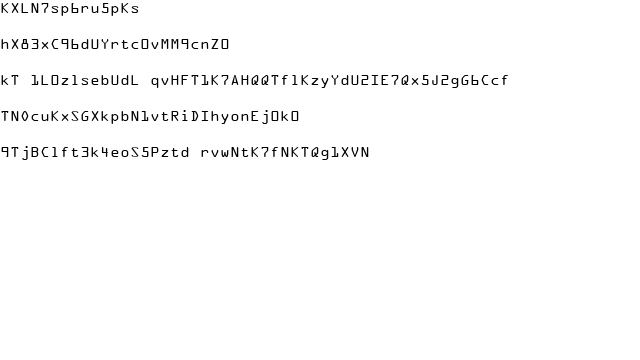 KXLN7sp6ru5pKs
hX83xC96dUYrtcOvMM9cnZO
kT 1LOzlsebUdL qvHFT1K7AHQQTflKzyYdU2IE7Qx5J2gG6Ccf
TN0cuKxSGXkpbN1vtRiDIhyonEjOkO
9TjBClft3k4eoS5Pztd rvwNtK7fNKTQg1XVN